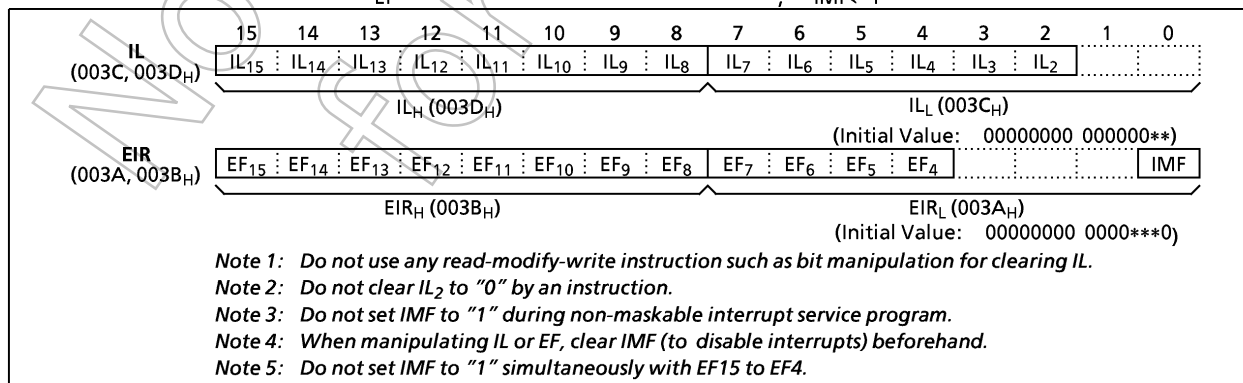 15 14 13 12 11 10 9 8 7 6 5 4 3 2 1 0
IL
(003C, 003DH)
IL15 IL14 IL13 IL12 IL11 IL10 IL9 IL8 IL7 IL6 IL5 IL4 IL3 IL2
ILH (003DH) ILL (003CH)
(Initial Value: 00000000 000000**)
EIR
(003A, 003BH)
EF15 EF14 EF13 EF12 EF11 EF10 EF9 EF8 EF7 EF6 EF5 EF4 IMF
EIRH (003BH) EIRL (003AH)
(Initial Value: 00000000 0000***0)
Note 1: Do not use any read-modify-write instruction such as bit manipulation for clearing IL.
Note 2: Do not clear IL2 to "0" by an instruction.
Note 3: Do not set IMF to "1" during non-maskable interrupt service program.
Note 4: When manipulating IL or EF, clear IMF (to disable interrupts) beforehand.
Note 5: Do not set IMF to "1" simultaneously with EF15 to EF4.